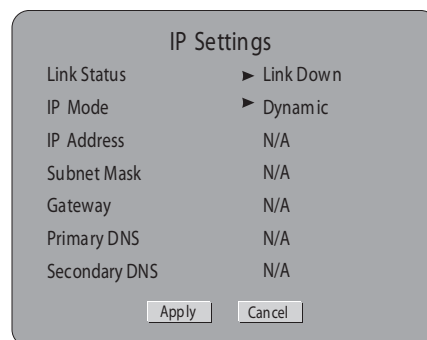 IP Settings
Link Status ► Link Down
IP Mode ► Dynamic
IP Address N/A
Subnet Mask N/A
Gateway N/A
Primary DNS N/A
Secondary DNS N/A
Apply Cancel